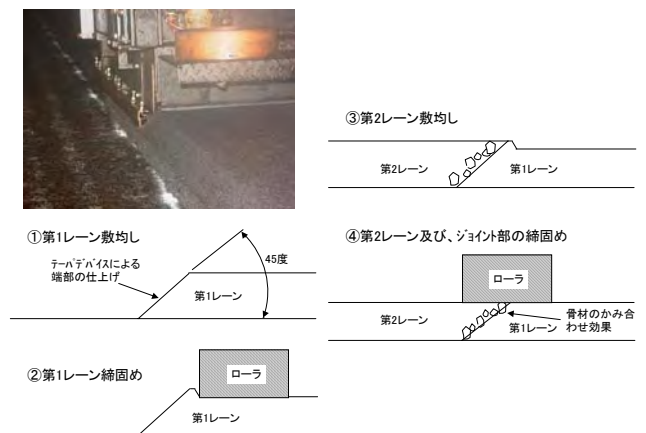 ①第1レーン敷均し
テーパデバイスによる
端部の仕上げ
45度
第1レーン
②第1レーン締固め
ローラ
第1レーン
③第2レーン敷均し
第2レーン
第1レーン
④第2レーン及び、ジョイント部の締固め
ローラ
第2レーン
第1レーン
骨材のかみ合
わせ効果